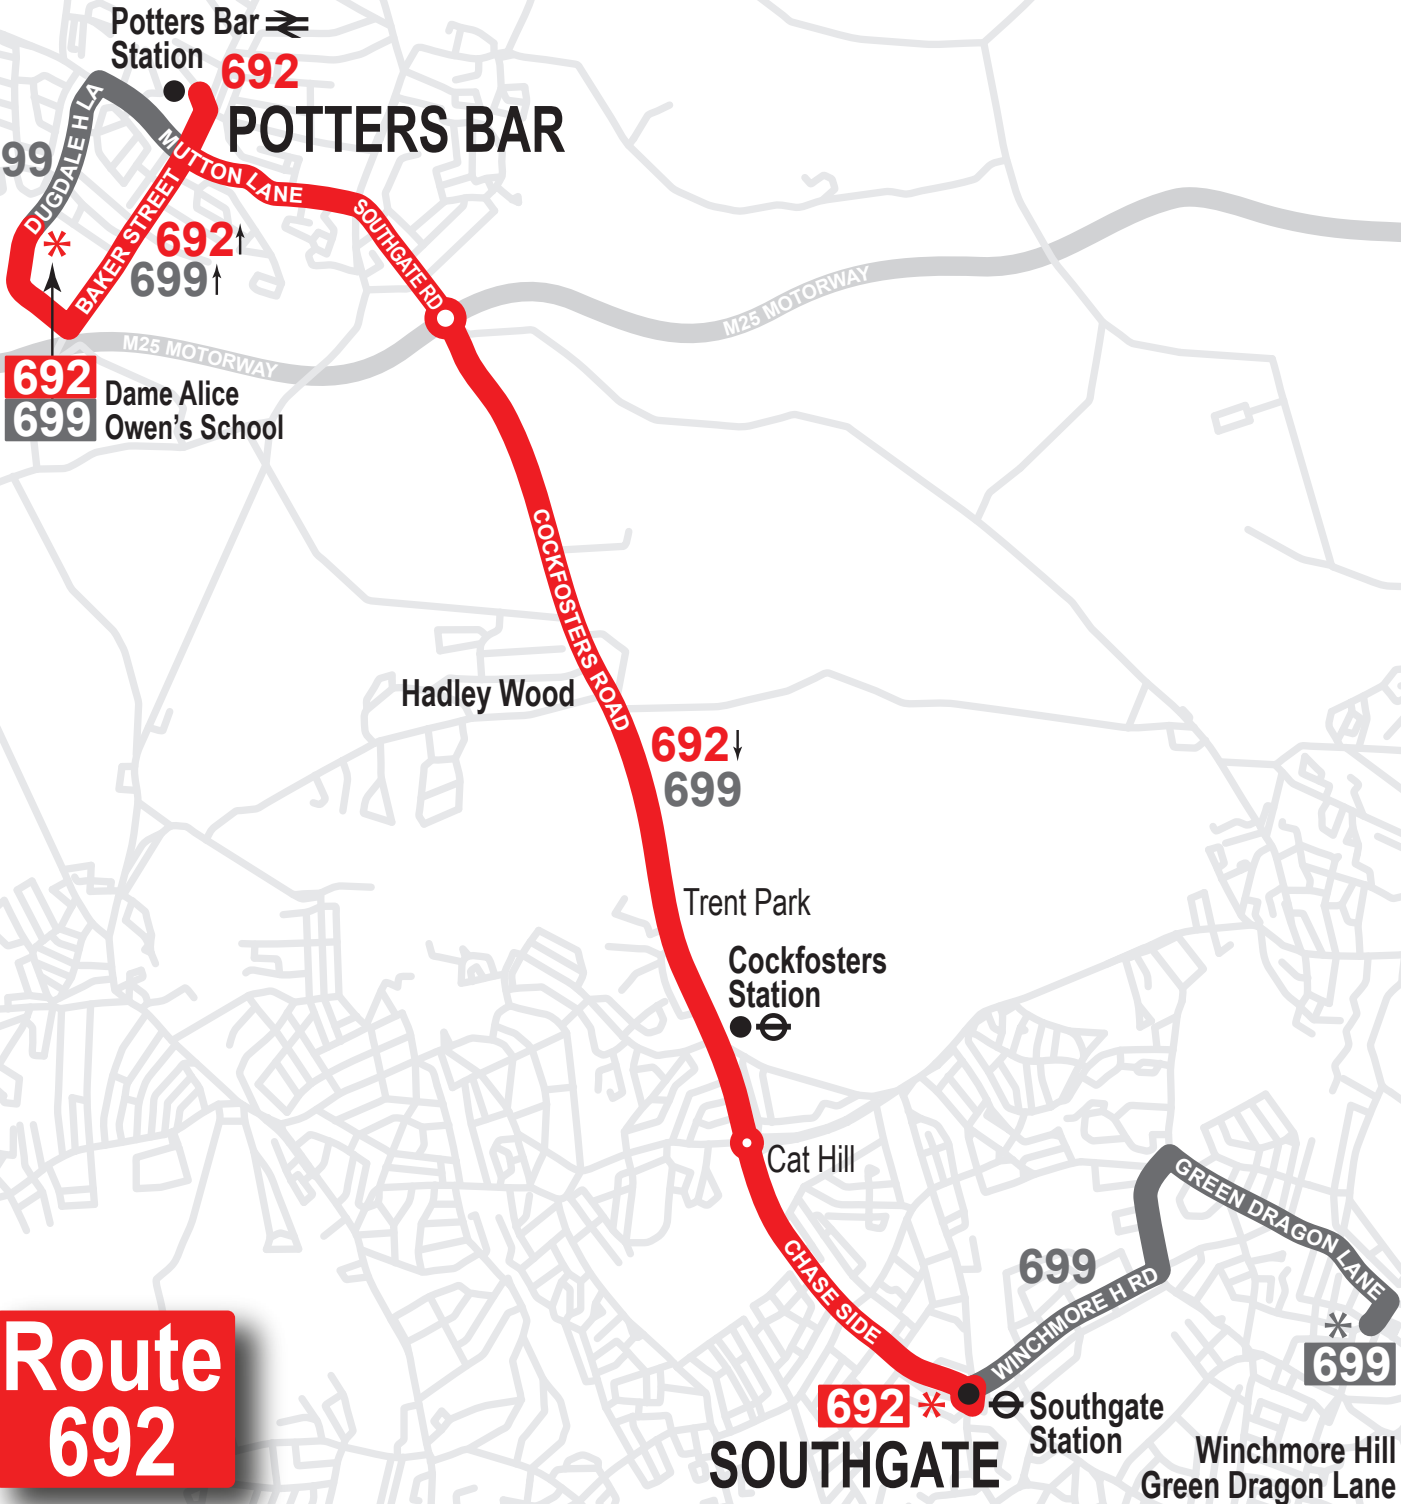 Potters Bar
Station
692
POTTERS BAR
DUGDALE H LA
99
MUTTON LANE
BAKER STREET
SOUTHGATE RD
692
699
M25 MOTORWAY
M25 MOTORWAY
692
699
Dame Alice
Owen's School
COCKFOSTERS ROAD
Hadley Wood
692
699
Trent Park
Cockfosters
Station
Cat Hill
CHASE SIDE
GREEN DRAGON LANE
699
WINCHMORE H RD
699
692
Southgate
Station
SOUTHGATE
Winchmore Hill
Green Dragon Lane
Route
692